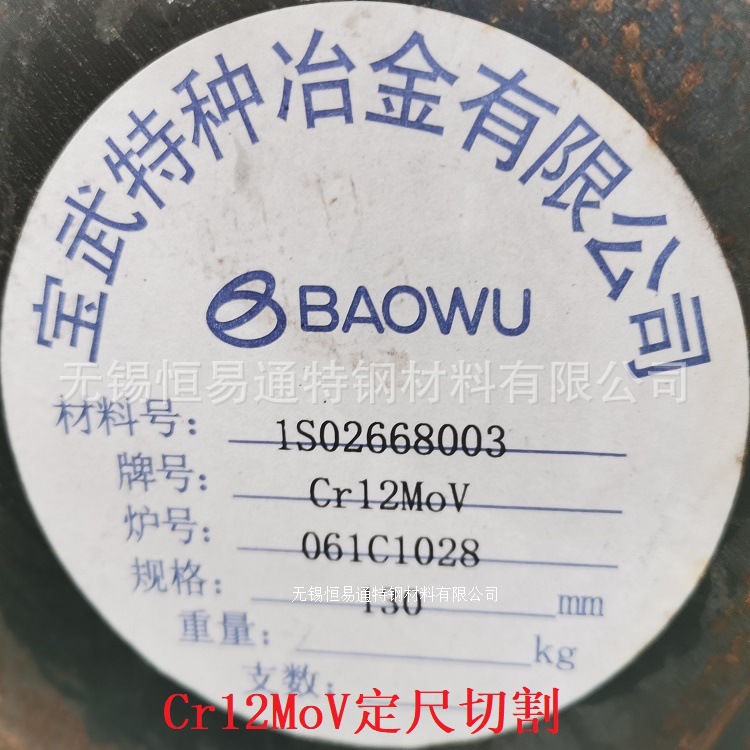 宝武特种冶金有限公司
BAOWU
无锡恒易通特钢材料有限公司
材料号: 1S02668003
牌号: Cr12MoV
炉号: 061C1028
无锡恒易通特钢材料有限公司
规格: 130 mm
重量: kg
支数:
Cr12MoV定尺切割